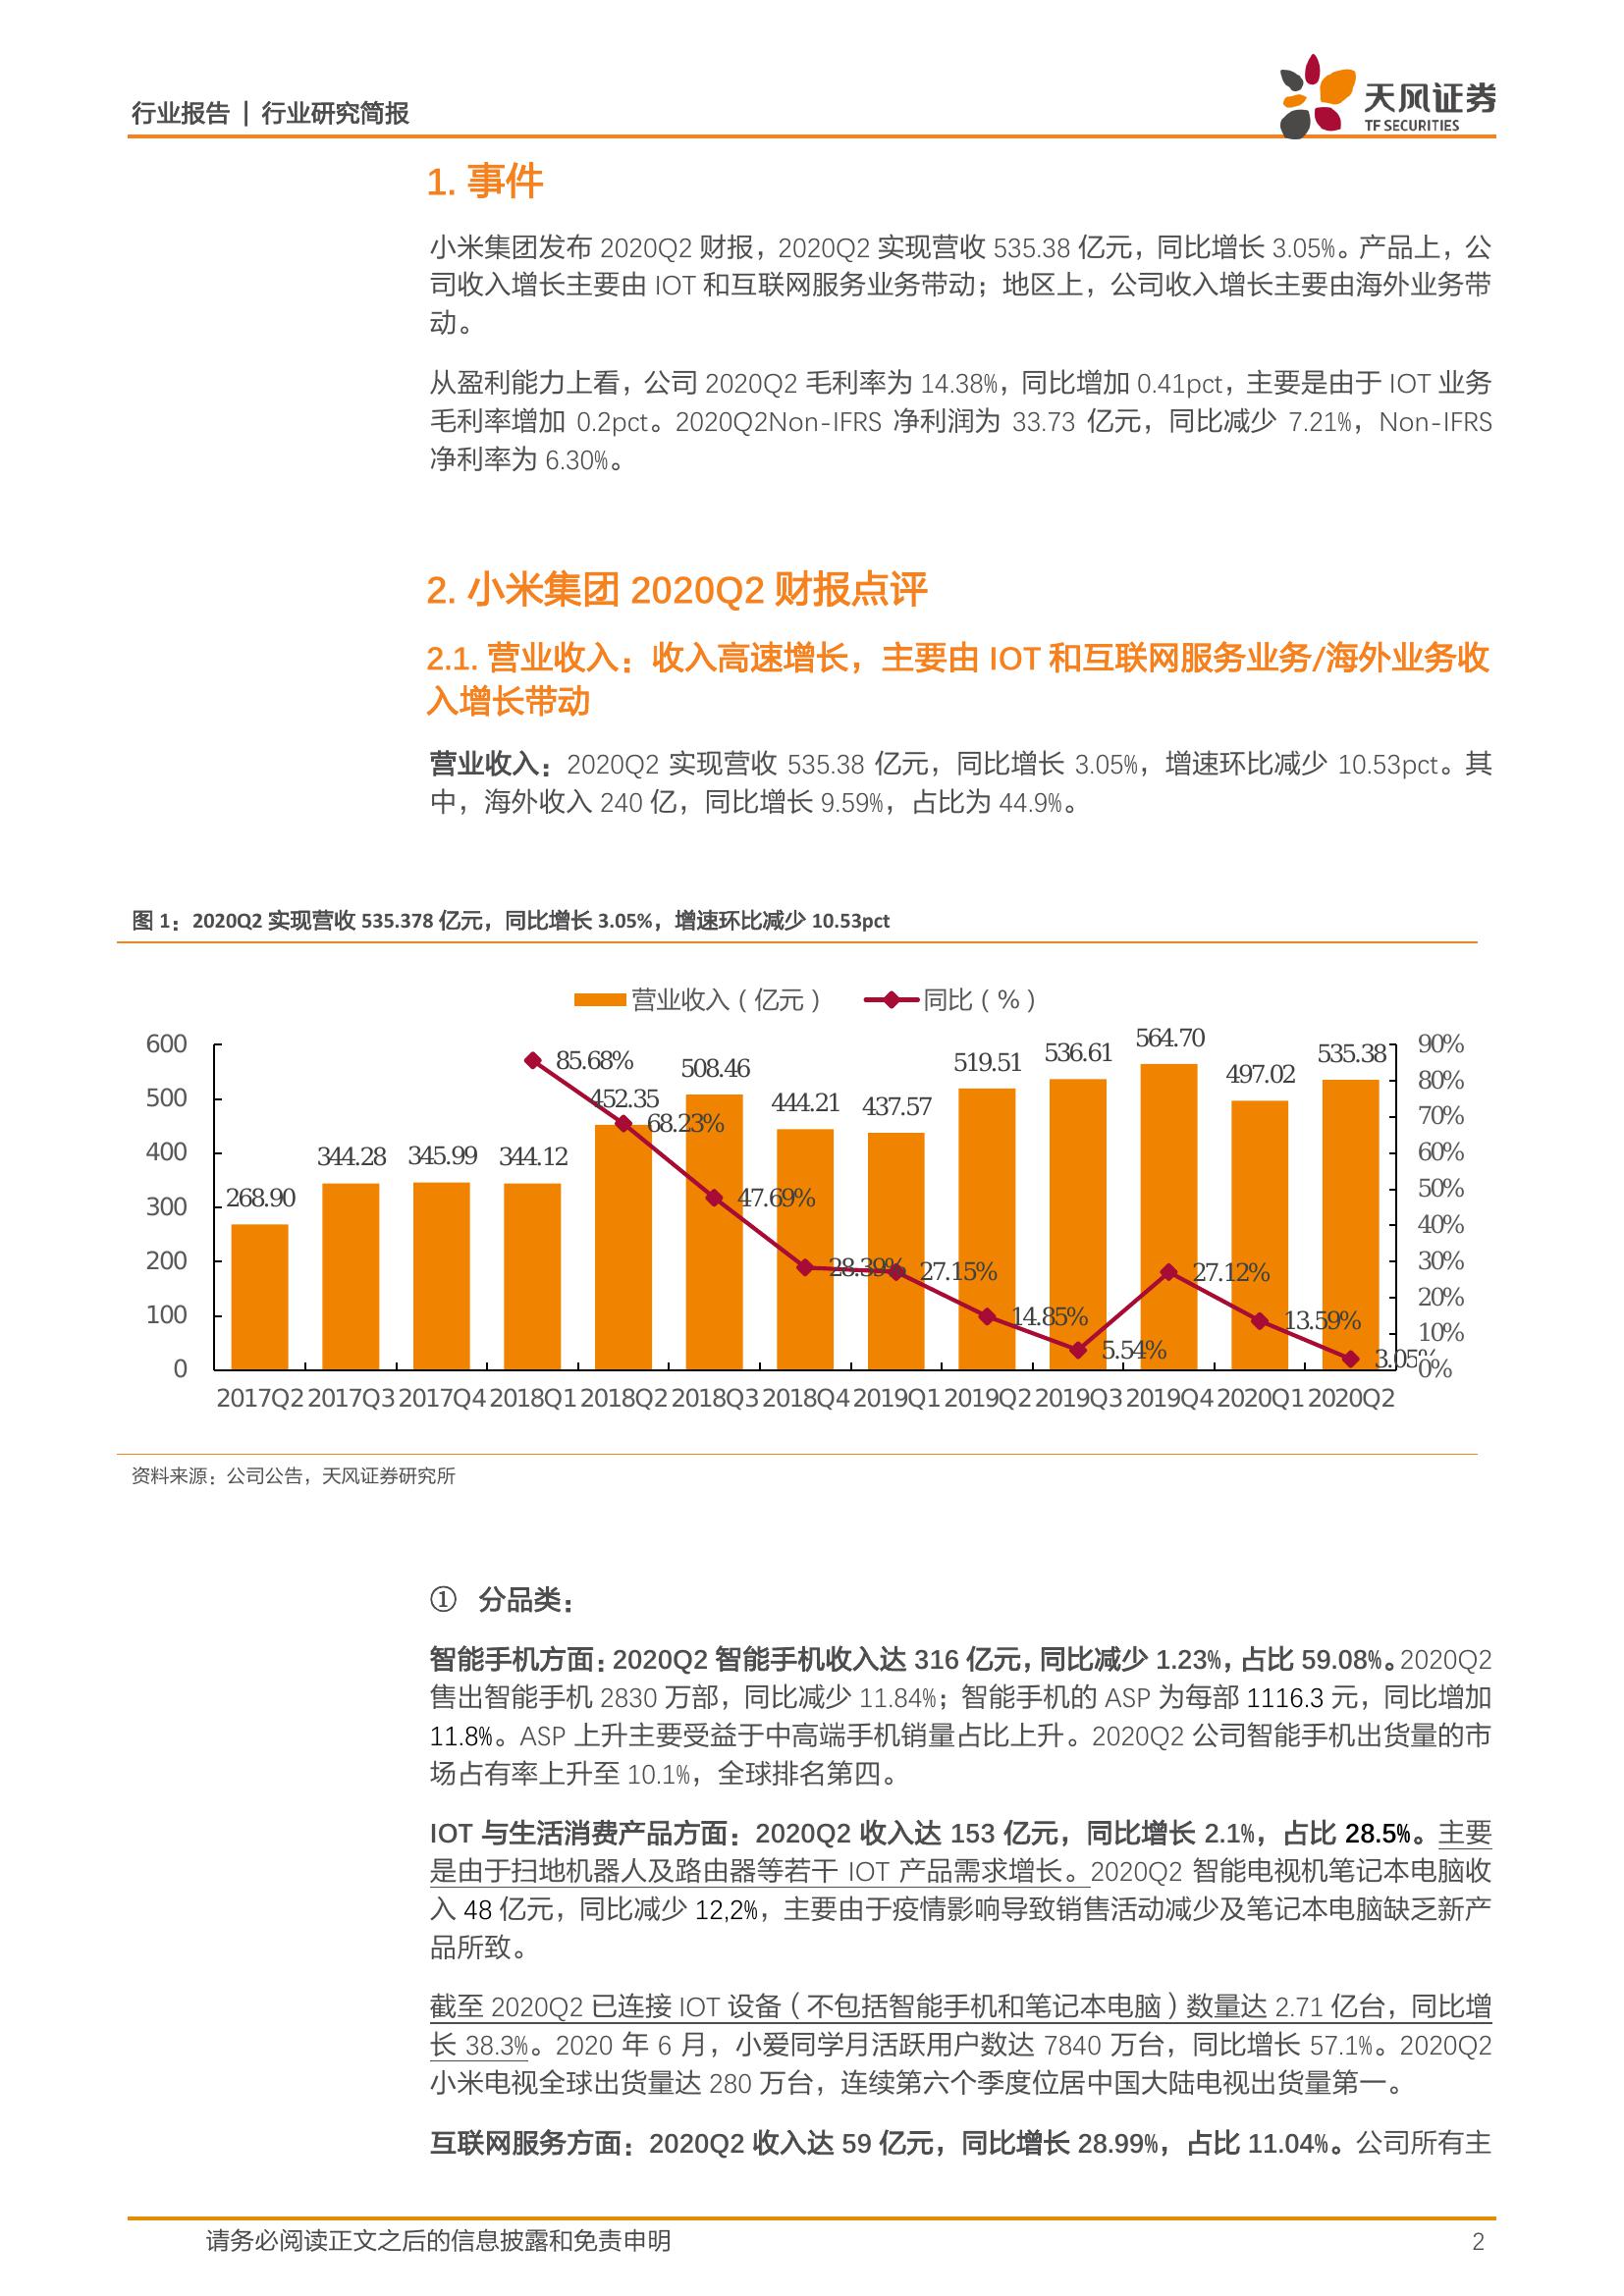 行业报告 | 行业研究简报
天风证券
TF SECURITIES
1. 事件
小米集团发布 2020Q2 财报，2020Q2 实现营收 535.38 亿元，同比增长 3.05%。产品上，公
司收入增长主要由 IOT 和互联网服务业务带动；地区上，公司收入增长主要由海外业务带
动。
从盈利能力上看，公司 2020Q2 毛利率为 14.38%，同比增加 0.41pct，主要是由于 IOT 业务
毛利率增加 0.2pct。2020Q2Non-IFRS 净利润为 33.73 亿元，同比减少 7.21%，Non-IFRS
净利率为 6.30%。
2. 小米集团 2020Q2 财报点评
2.1. 营业收入：收入高速增长，主要由 IOT 和互联网服务业务/海外业务收
入增长带动
营业收入：2020Q2 实现营收 535.38 亿元，同比增长 3.05%，增速环比减少 10.53pct。其
中，海外收入 240 亿，同比增长 9.59%，占比为 44.9%。
图 1：2020Q2 实现营收 535.378 亿元，同比增长 3.05%，增速环比减少 10.53pct
营业收入（亿元） 同比（%）
600 500 400 300 200 100 0
268.90 344.28 345.99 344.12 452.35 508.46 444.21 437.57 519.51 536.61 564.70 497.02 535.38
85.68% 68.23% 47.69% 28.39% 27.15% 14.85% 5.54% 27.12% 13.59% 3.05%
90% 80% 70% 60% 50% 40% 30% 20% 10% 0%
2017Q2 2017Q3 2017Q4 2018Q1 2018Q2 2018Q3 2018Q4 2019Q1 2019Q2 2019Q3 2019Q4 2020Q1 2020Q2
资料来源：公司公告，天风证券研究所
① 分品类：
智能手机方面：2020Q2 智能手机收入达 316 亿元，同比减少 1.23%，占比 59.08%。2020Q2
售出智能手机 2830 万部，同比减少 11.84%；智能手机的 ASP 为每部 1116.3 元，同比增加
11.8%。ASP 上升主要受益于中高端手机销量占比上升。2020Q2 公司智能手机出货量的市
场占有率上升至 10.1%，全球排名第四。
IOT 与生活消费产品方面：2020Q2 收入达 153 亿元，同比增长 2.1%，占比 28.5%。主要
是由于扫地机器人及路由器等若干 IOT 产品需求增长。2020Q2 智能电视机笔记本电脑收
入 48 亿元，同比减少 12,2%，主要由于疫情影响导致销售活动减少及笔记本电脑缺乏新产
品所致。
截至 2020Q2 已连接 IOT 设备（不包括智能手机和笔记本电脑）数量达 2.71 亿台，同比增
长 38.3%。2020 年 6 月，小爱同学月活跃用户数达 7840 万台，同比增长 57.1%。2020Q2
小米电视全球出货量达 280 万台，连续第六个季度位居中国大陆电视出货量第一。
互联网服务方面：2020Q2 收入达 59 亿元，同比增长 28.99%，占比 11.04%。公司所有主
请务必阅读正文之后的信息披露和免责申明
2